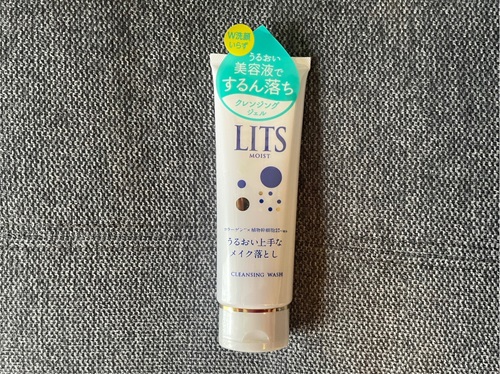 W洗顔
いらず
うるおい
美容液で
するん落ち
クレンジング
ジェル
LITS
MOIST
うるおい上手な
メイク落とし
CLEANSING WASH